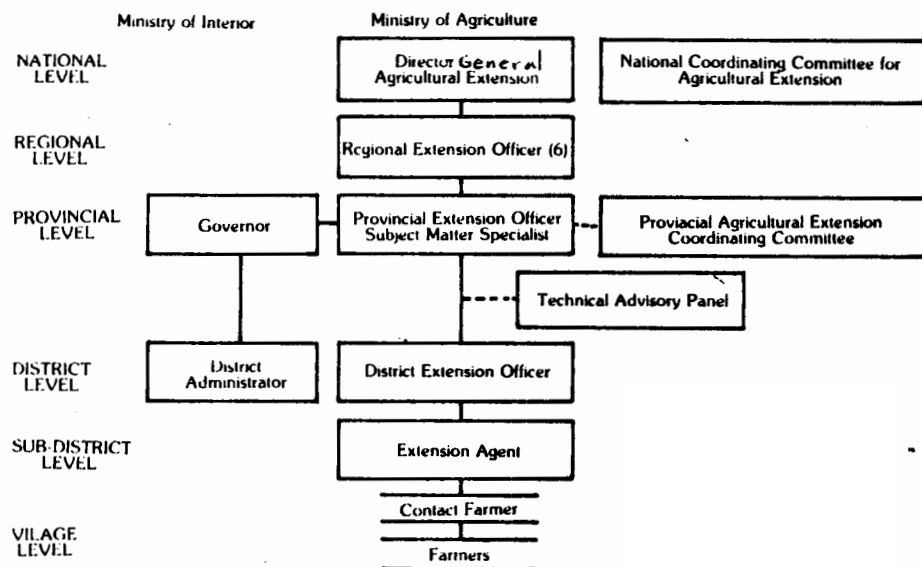 Ministry of Interior
Ministry of Agriculture
NATIONAL
LEVEL
Director General
Agricultural Extension
National Coordinating Committee for
Agricultural Extension
REGIONAL
LEVEL
Regional Extension Officer (6)
PROVINCIAL
LEVEL
Governor
Provincial Extension Officer
Subject Matter Specialist
Proviacial Agricultural Extension
Coordinating Committee
Technical Advisory Panel
DISTRICT
LEVEL
District
Administrator
District Extension Officer
SUB-DISTRICT
LEVEL
Extension Agent
Contact Farmer
VILAGE
LEVEL
Farmers